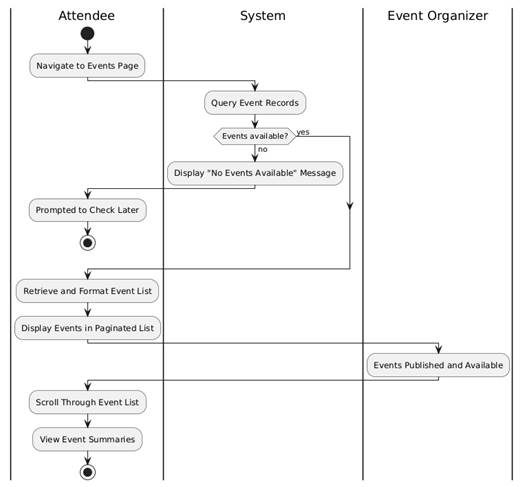 Attendee
System
Event Organizer
Navigate to Events Page
Query Event Records
Events available?
yes
no
Display "No Events Available" Message
Prompted to Check Later
Retrieve and Format Event List
Display Events in Paginated List
Events Published and Available
Scroll Through Event List
View Event Summaries